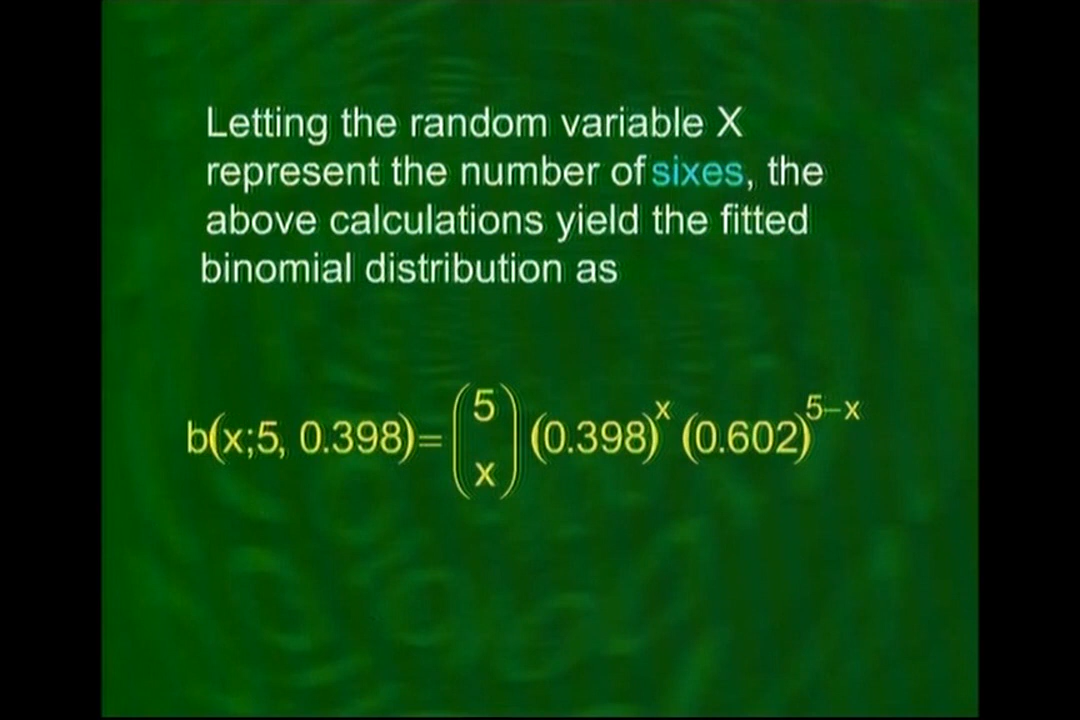 Letting the random variable X
represent the number of sixes, the
above calculations yield the fitted
binomial distribution as
b(x;5, 0.398)=(5 x)(0.398)^x (0.602)^5–x